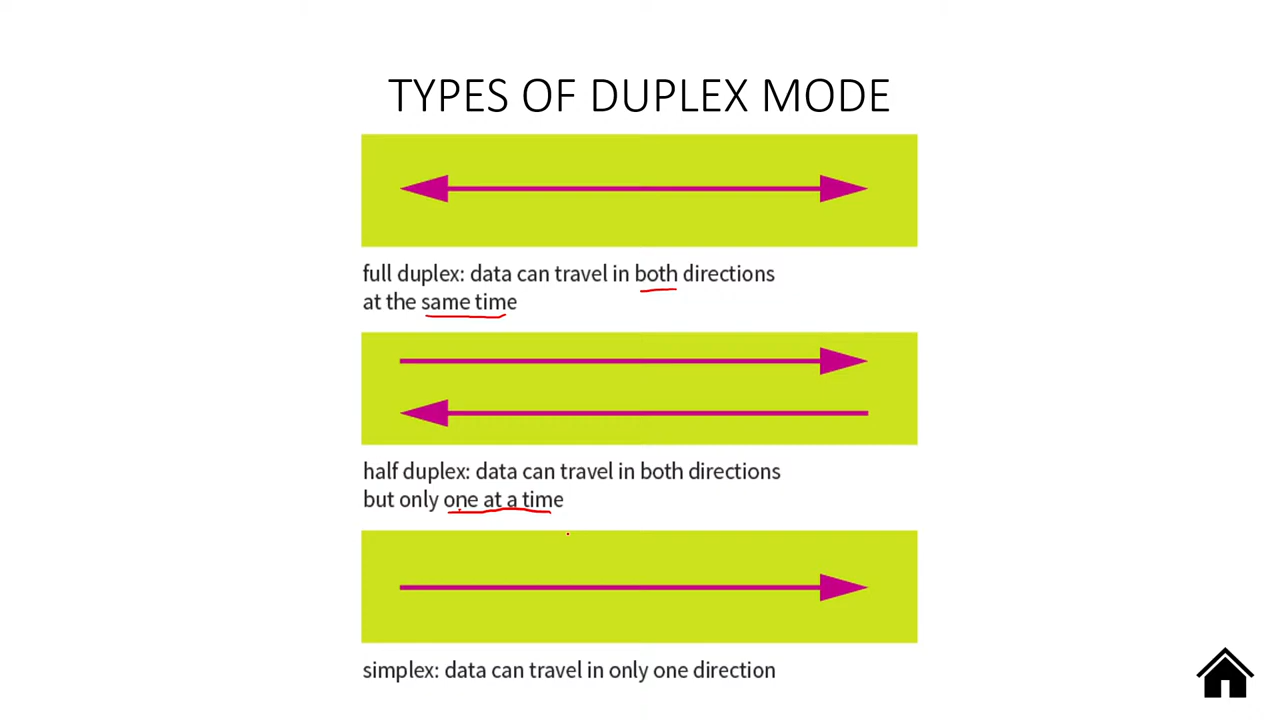 TYPES OF DUPLEX MODE
full duplex: data can travel in both directions
at the same time
half duplex: data can travel in both directions
but only one at a time
simplex: data can travel in only one direction